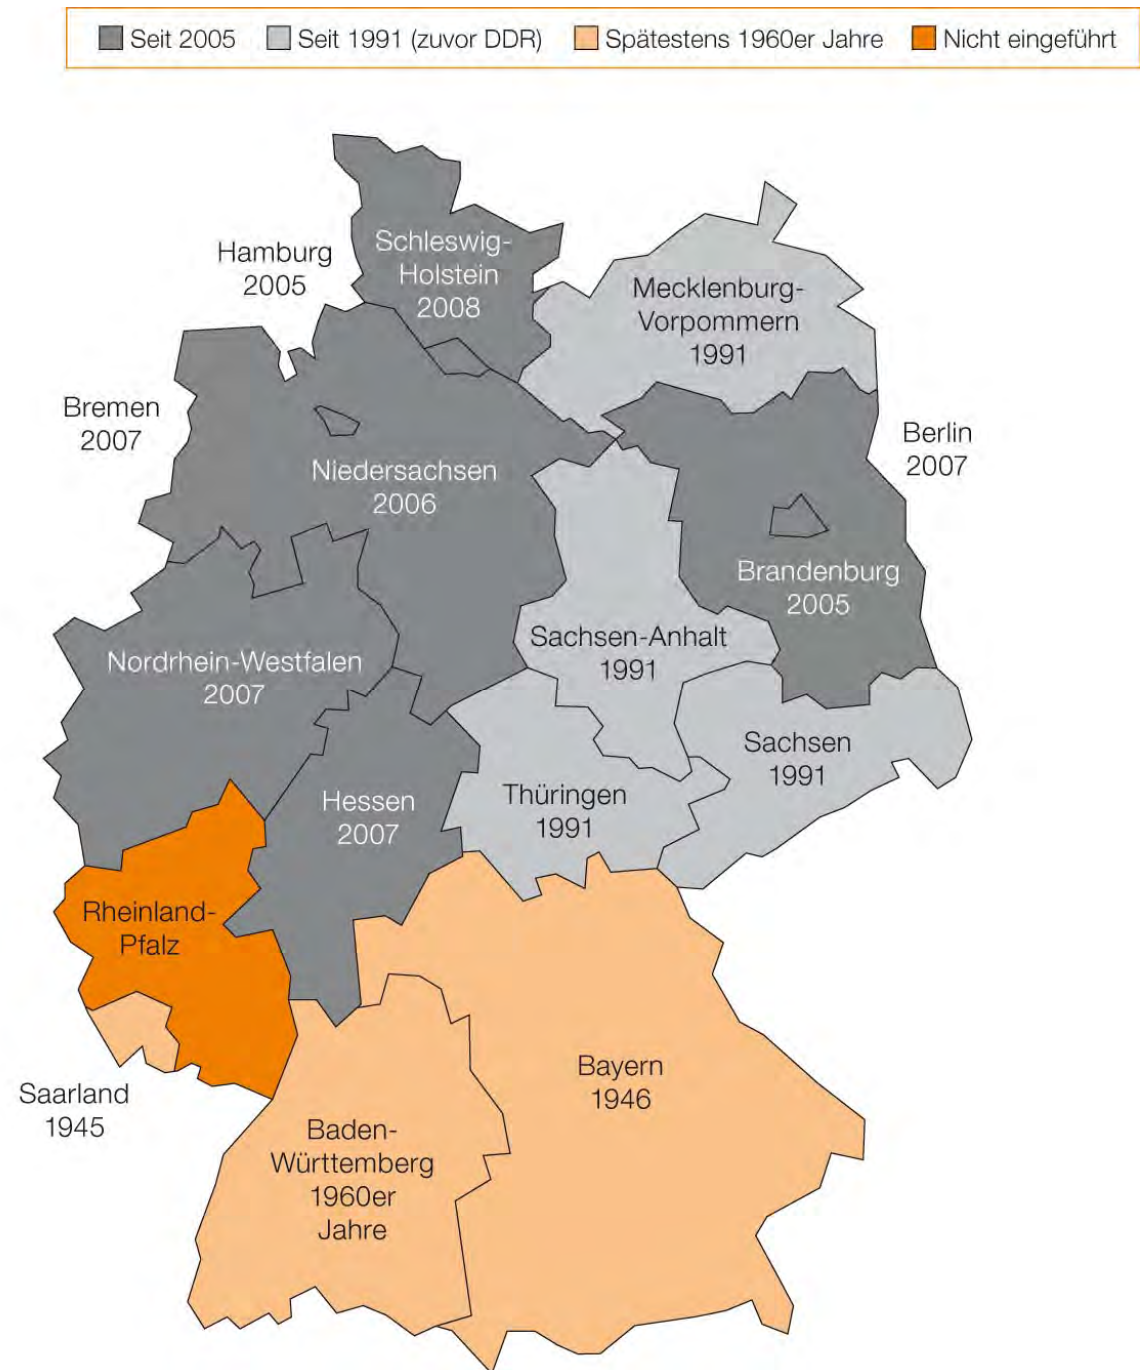 Seit 2005 Seit 1991 (zuvor DDR) Spätestens 1960er Jahre Nicht eingeführt
Schleswig-
Holstein
2008
Hamburg
2005
Mecklenburg-
Vorpommern
1991
Bremen
2007
Berlin
2007
Niedersachsen
2006
Brandenburg
2005
Sachsen-Anhalt
1991
Nordrhein-Westfalen
2007
Sachsen
1991
Thüringen
1991
Hessen
2007
Rheinland-
Pfalz
Saarland
1945
Bayern
1946
Baden-
Württemberg
1960er
Jahre